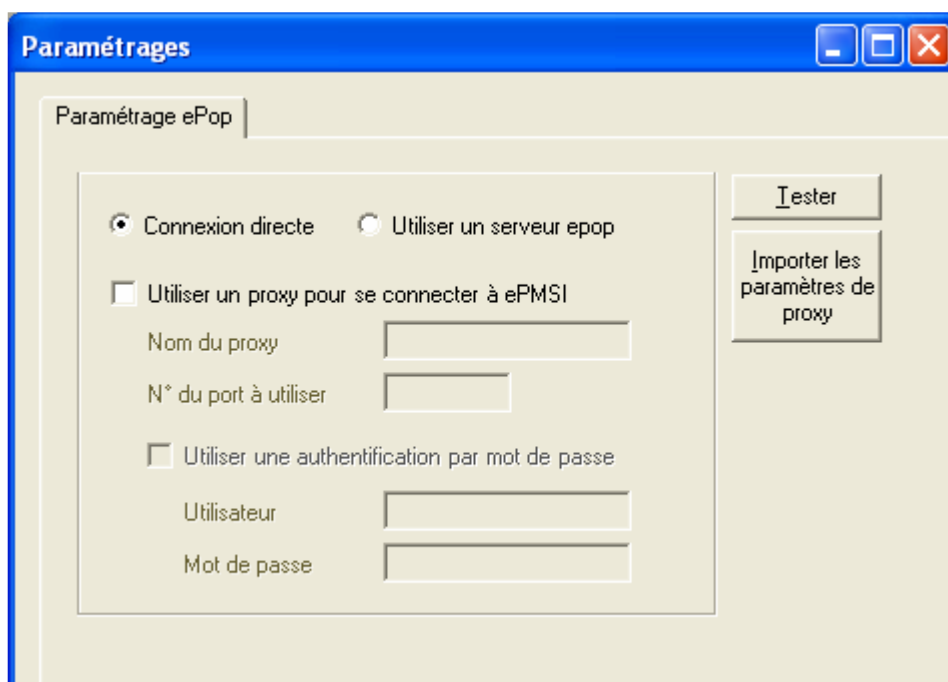 Paramétrages
Paramétrage ePop
Connexion directe
Utiliser un serveur epop
Tester
Importer les
paramètres de
proxy
Utiliser un proxy pour se connecter à ePMSI
Nom du proxy
N° du port à utiliser
Utiliser une authentification par mot de passe
Utilisateur
Mot de passe